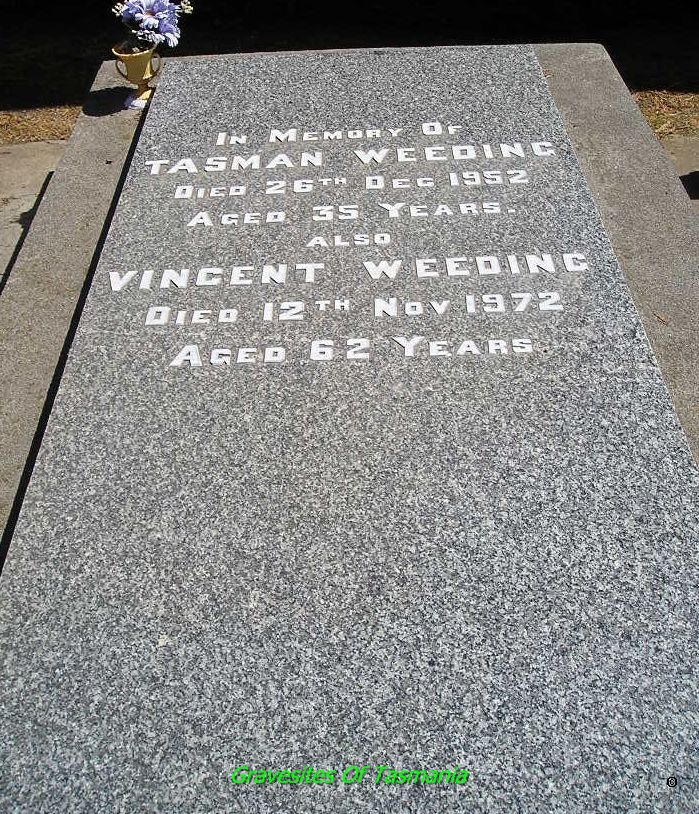 In Memory Of
TASMAN WEEDING
Died 26TH Dec 1952
Aged 35 Years.
ALSO
VINCENT WEEDING
Died 12TH Nov 1972
Aged 62 Years
Gravesites Of Tasmania